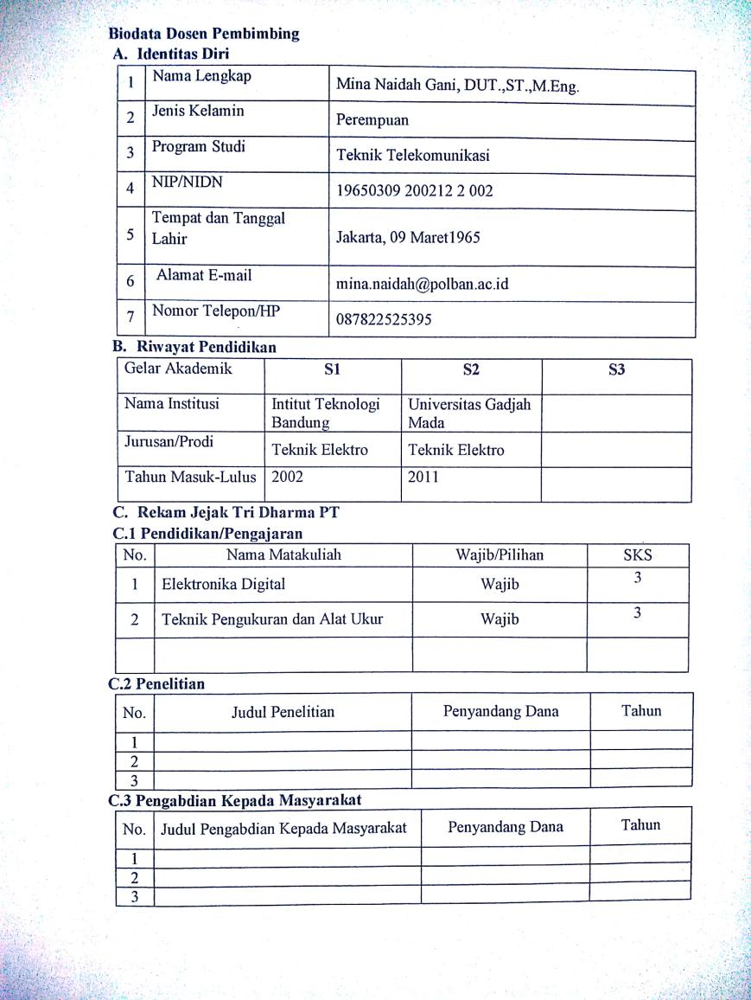 Biodata Dosen Pembimbing
A. Identitas Diri
1 Nama Lengkap Mina Naidah Gani, DUT.,ST.,M.Eng.
2 Jenis Kelamin Perempuan
3 Program Studi Teknik Telekomunikasi
4 NIP/NIDN 19650309 200212 2 002
5 Tempat dan Tanggal
Lahir Jakarta, 09 Maret1965
6 Alamat E-mail mina.naidah@polban.ac.id
7 Nomor Telepon/HP 087822525395
B. Riwayat Pendidikan
Gelar Akademik S1 S2 S3
Nama Institusi Intitut Teknologi Universitas Gadjah
Bandung Mada
Jurusan/Prodi Teknik Elektro Teknik Elektro
Tahun Masuk-Lulus 2002 2011
C. Rekam Jejak Tri Dharma PT
C.1 Pendidikan/Pengajaran
No. Nama Matakuliah Wajib/Pilihan SKS
1 Elektronika Digital Wajib 3
2 Teknik Pengukuran dan Alat Ukur Wajib 3
C.2 Penelitian
No. Judul Penelitian Penyandang Dana Tahun
1
2
3
C.3 Pengabdian Kepada Masyarakat
No. Judul Pengabdian Kepada Masyarakat Penyandang Dana Tahun
1
2
3